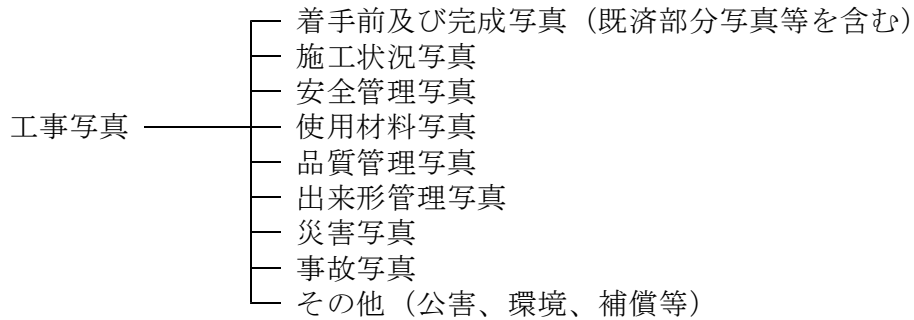 着手前及び完成写真（既済部分写真等を含む）
施工状況写真
安全管理写真
工事写真 使用材料写真
品質管理写真
出来形管理写真
災害写真
事故写真
その他（公害、環境、補償等）